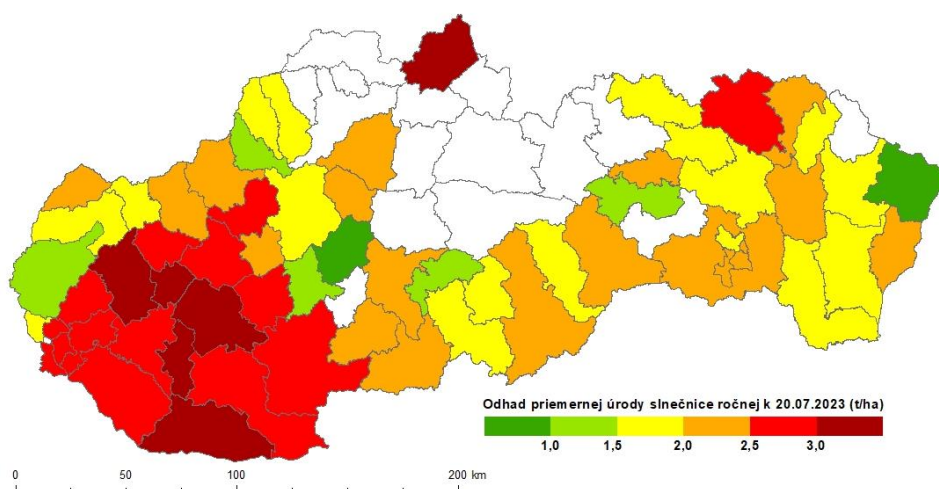 Odhad priemernej úrody slnečnice ročnej k 20.07.2023 (t/ha)
1,0 1,5 2,0 2,5 3,0
0 50 100 200 km